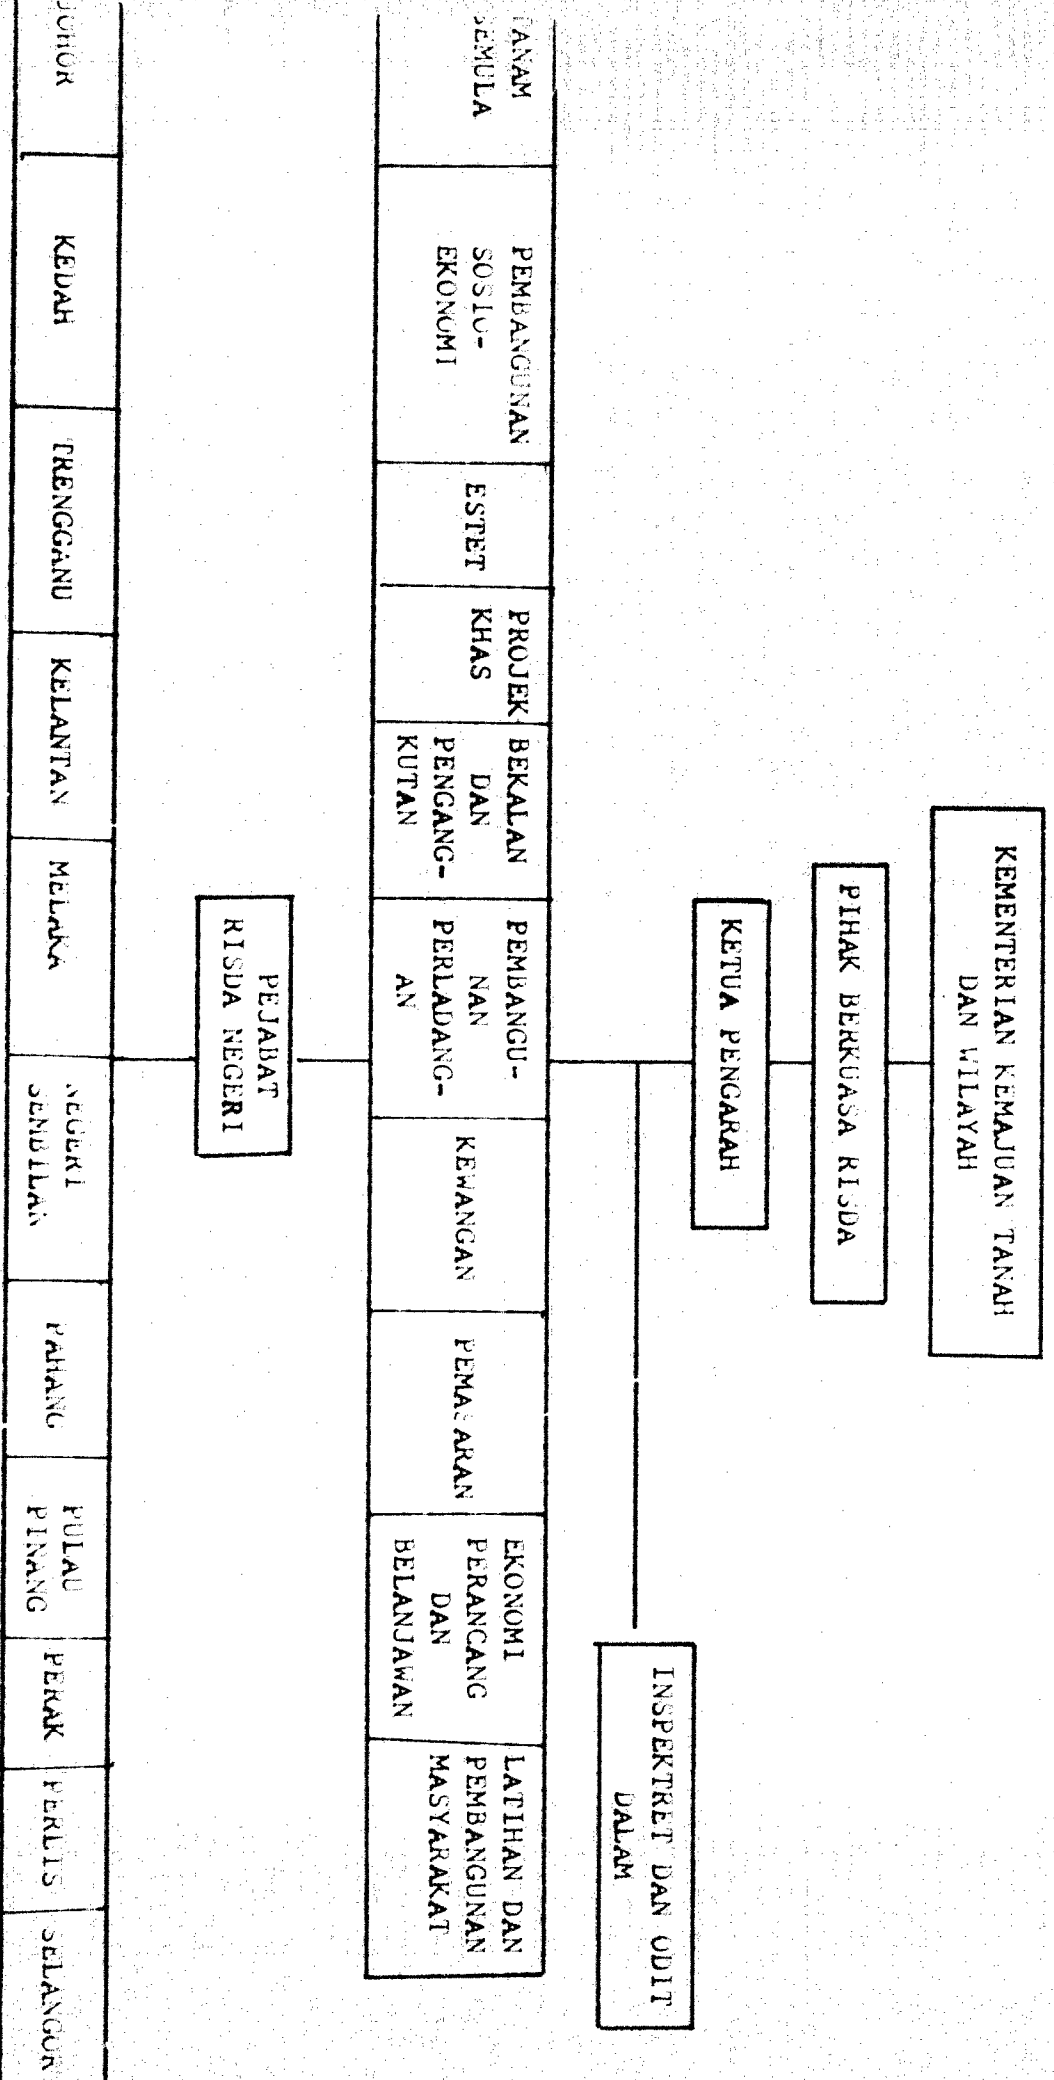 KEMENTERIAN KEMAJUAN TANAH
DAN WILAYAH
PIHAK BERKUASA RISDA
KETUA PENGARAH
INSPEKTRET DAN ODIT
DALAM
TANAM
SEMULA
PEMBANGUNAN
SOSIO-
EKONOMI
ESTET
PROJEK
KHAS
BEKALAN
DAN
PENGANG-
KUTAN
PEMBANGU-
NAN
PERLADANG-
AN
KEWANGAN
PEMASARAN
EKONOMI
PERANCANG
DAN
BELANJAWAN
LATIHAN DAN
PEMBANGUNAN
MASYARAKAT
PEJABAT
RISDA NEGERI
JOHOR
KEDAH
TRENGGANU
KELANTAN
MELAKA
NEGERI
SEMBILAN
PAHANG
PULAU
PINANG
PERAK
PERLIS
SELANGOR